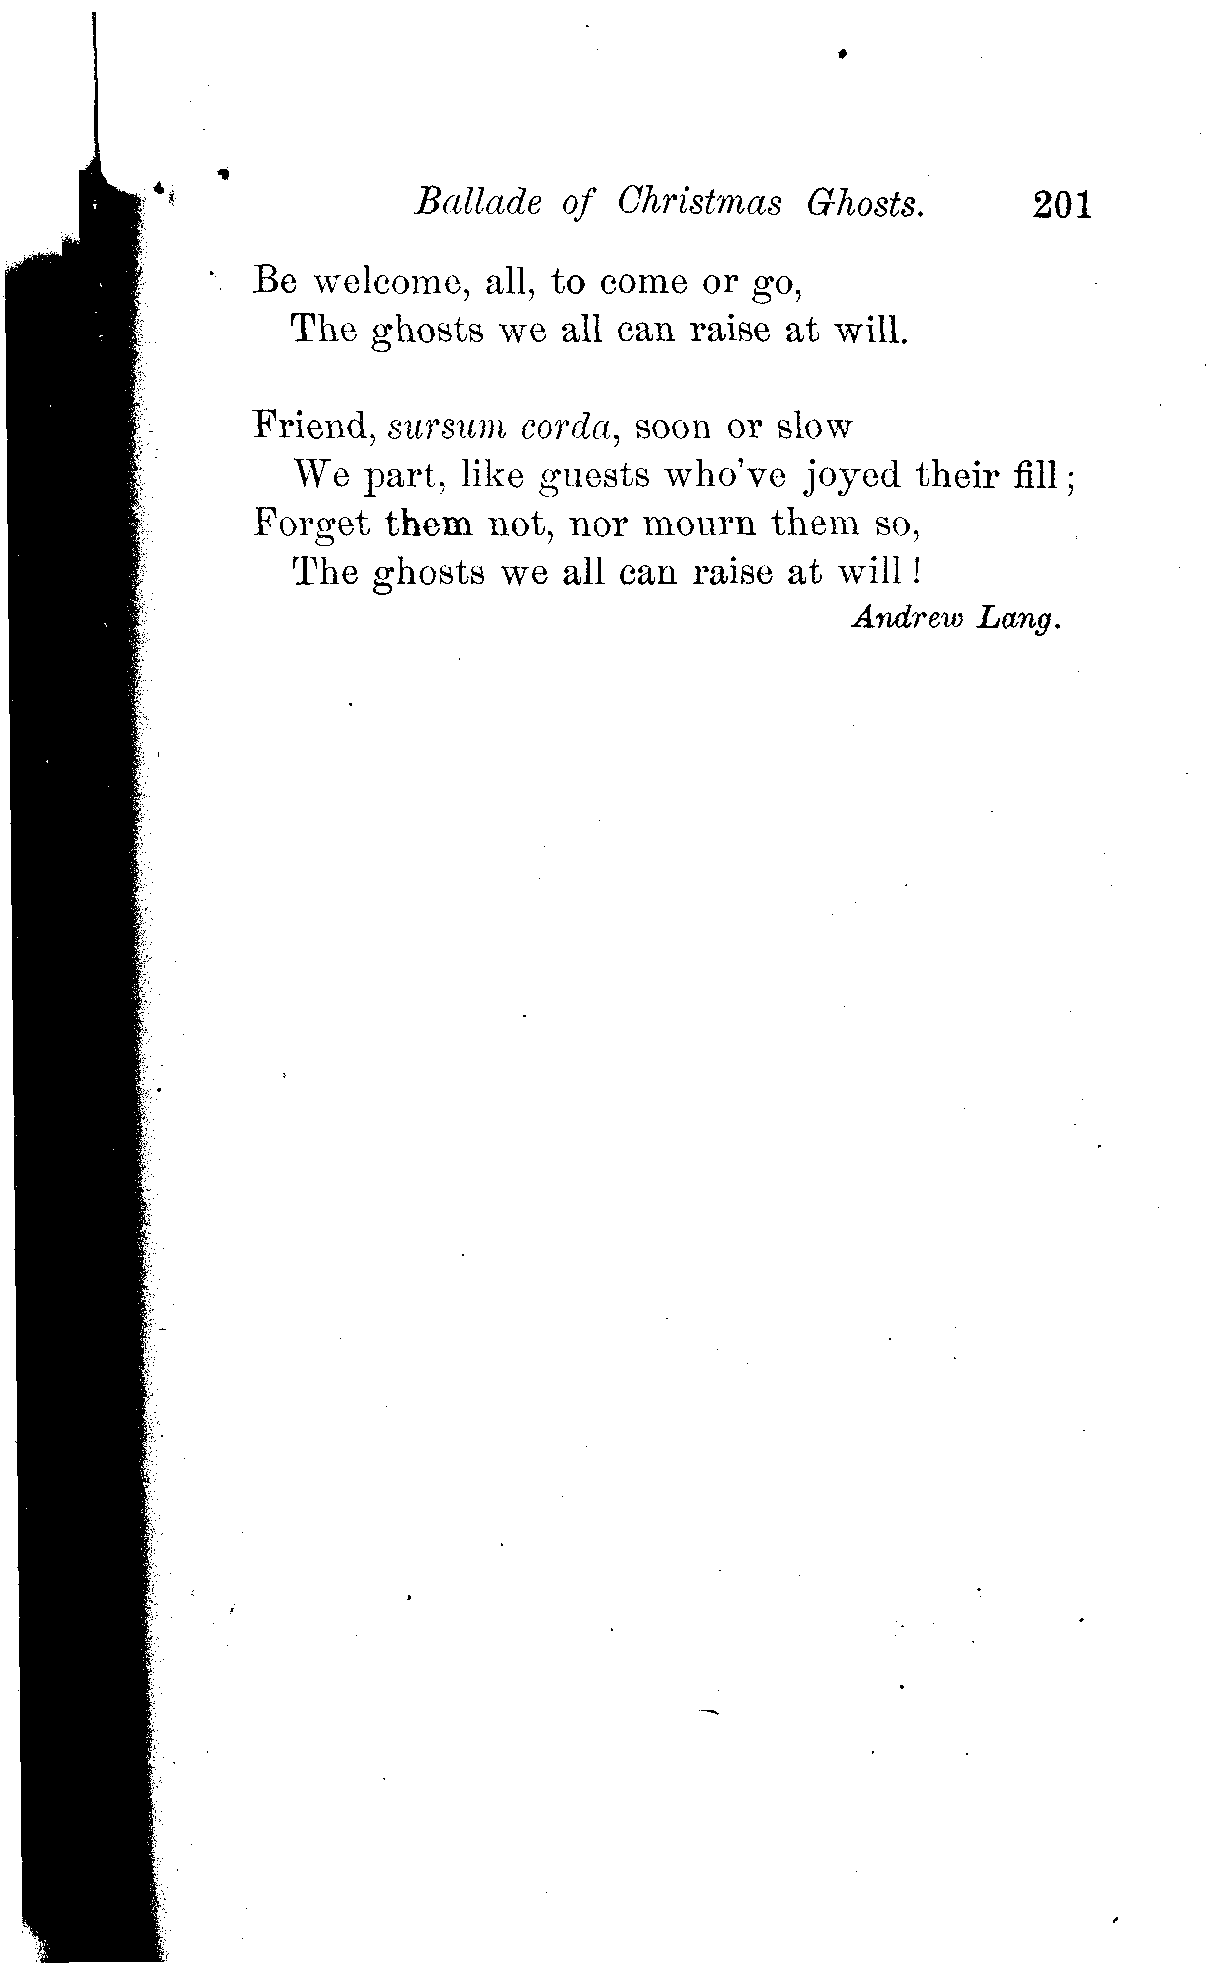 Ballade of Christmas Ghosts. 201
Be welcome, all, to come or go,
The ghosts we all can raise at will.
Friend, sursum corda, soon or slow
We part, like guests who've joyed their fill;
Forget them not, nor mourn them so,
The ghosts we all can raise at will!
Andrew Lang.